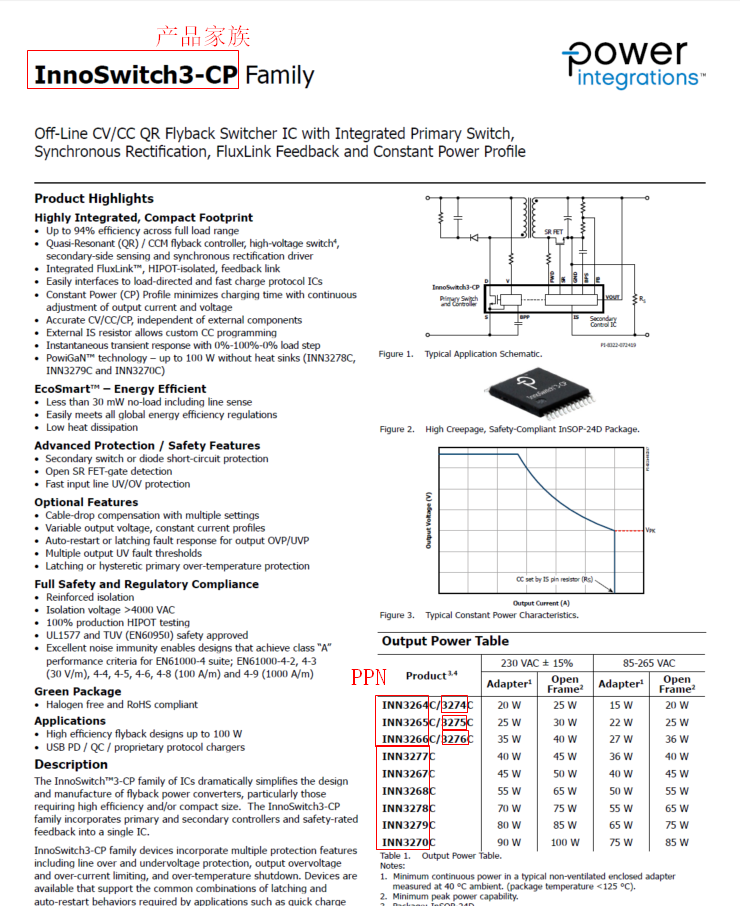 产品家族
InnoSwitch3-CP Family
power
integrations™
Off-Line CV/CC QR Flyback Switcher IC with Integrated Primary Switch,
Synchronous Rectification, FluxLink Feedback and Constant Power Profile
Product Highlights
Highly Integrated, Compact Footprint
• Up to 94% efficiency across full load range
• Quasi-Resonant (QR) / CCM flyback controller, high-voltage switch⁴,
secondary-side sensing and synchronous rectification driver
• Integrated FluxLink™, HIPOT-isolated, feedback link
• Easily interfaces to load-directed and fast charge protocol ICs
• Constant Power (CP) Profile minimizes charging time with continuous
adjustment of output current and voltage
• Accurate CV/CC/CP, independent of external components
• External IS resistor allows custom CC programming
• Instantaneous transient response with 0%-100%-0% load step
• PowiGaN™ technology – up to 100 W without heat sinks (INN3278C,
INN3279C and INN3270C)
EcoSmart™ – Energy Efficient
• Less than 30 mW no-load including line sense
• Easily meets all global energy efficiency regulations
• Low heat dissipation
Advanced Protection / Safety Features
• Secondary switch or diode short-circuit protection
• Open SR FET-gate detection
• Fast input line UV/OV protection
Optional Features
• Cable-drop compensation with multiple settings
• Variable output voltage, constant current profiles
• Auto-restart or latching fault response for output OVP/UVP
• Multiple output UV fault thresholds
• Latching or hysteretic primary over-temperature protection
Full Safety and Regulatory Compliance
• Reinforced isolation
• Isolation voltage >4000 VAC
• 100% production HIPOT testing
• UL1577 and TUV (EN60950) safety approved
• Excellent noise immunity enables designs that achieve class “A”
performance criteria for EN61000-4 suite; EN61000-4-2, 4-3
(30 V/m), 4-4, 4-5, 4-6, 4-8 (100 A/m) and 4-9 (1000 A/m)
Green Package
• Halogen free and RoHS compliant
Applications
• High efficiency flyback designs up to 100 W
• USB PD / QC / proprietary protocol chargers
Description
The InnoSwitch™3-CP family of ICs dramatically simplifies the design
and manufacture of flyback power converters, particularly those
requiring high efficiency and/or compact size. The InnoSwitch3-CP
family incorporates primary and secondary controllers and safety-rated
feedback into a single IC.
InnoSwitch3-CP family devices incorporate multiple protection features
including line over and undervoltage protection, output overvoltage
and over-current limiting, and over-temperature shutdown. Devices are
available that support the common combinations of latching and
auto-restart behaviors required by applications such as quick charge
SR FET
InnoSwitch3-CP
D V FWD SR GND BPS FB
Primary Switch
and Controller
VOUT
RS
S BPP IS
Secondary
Control IC
PI-8322-072419
Figure 1. Typical Application Schematic.
InnoSwitch3-CP
Figure 2. High Creepage, Safety-Compliant InSOP-24D Package.
Output Voltage (V)
VPK
CC set by IS pin resistor (RS)
Output Current (A)
Figure 3. Typical Constant Power Characteristics.
Output Power Table
PPN
Product³,⁴ 230 VAC ± 15% 85-265 VAC
Adapter¹ Open Frame² Adapter¹ Open Frame²
INN3264C/3274C 20 W 25 W 15 W 20 W
INN3265C/3275C 25 W 30 W 22 W 25 W
INN3266C/3276C 35 W 40 W 27 W 36 W
INN3277C 40 W 45 W 36 W 40 W
INN3267C 45 W 50 W 40 W 45 W
INN3268C 55 W 65 W 50 W 55 W
INN3278C 70 W 75 W 55 W 65 W
INN3279C 80 W 85 W 65 W 75 W
INN3270C 90 W 100 W 75 W 85 W
Table 1. Output Power Table.
Notes:
1. Minimum continuous power in a typical non-ventilated enclosed adapter
measured at 40 °C ambient. (package temperature <125 °C).
2. Minimum peak power capability.
3. Package: InSOP-24D